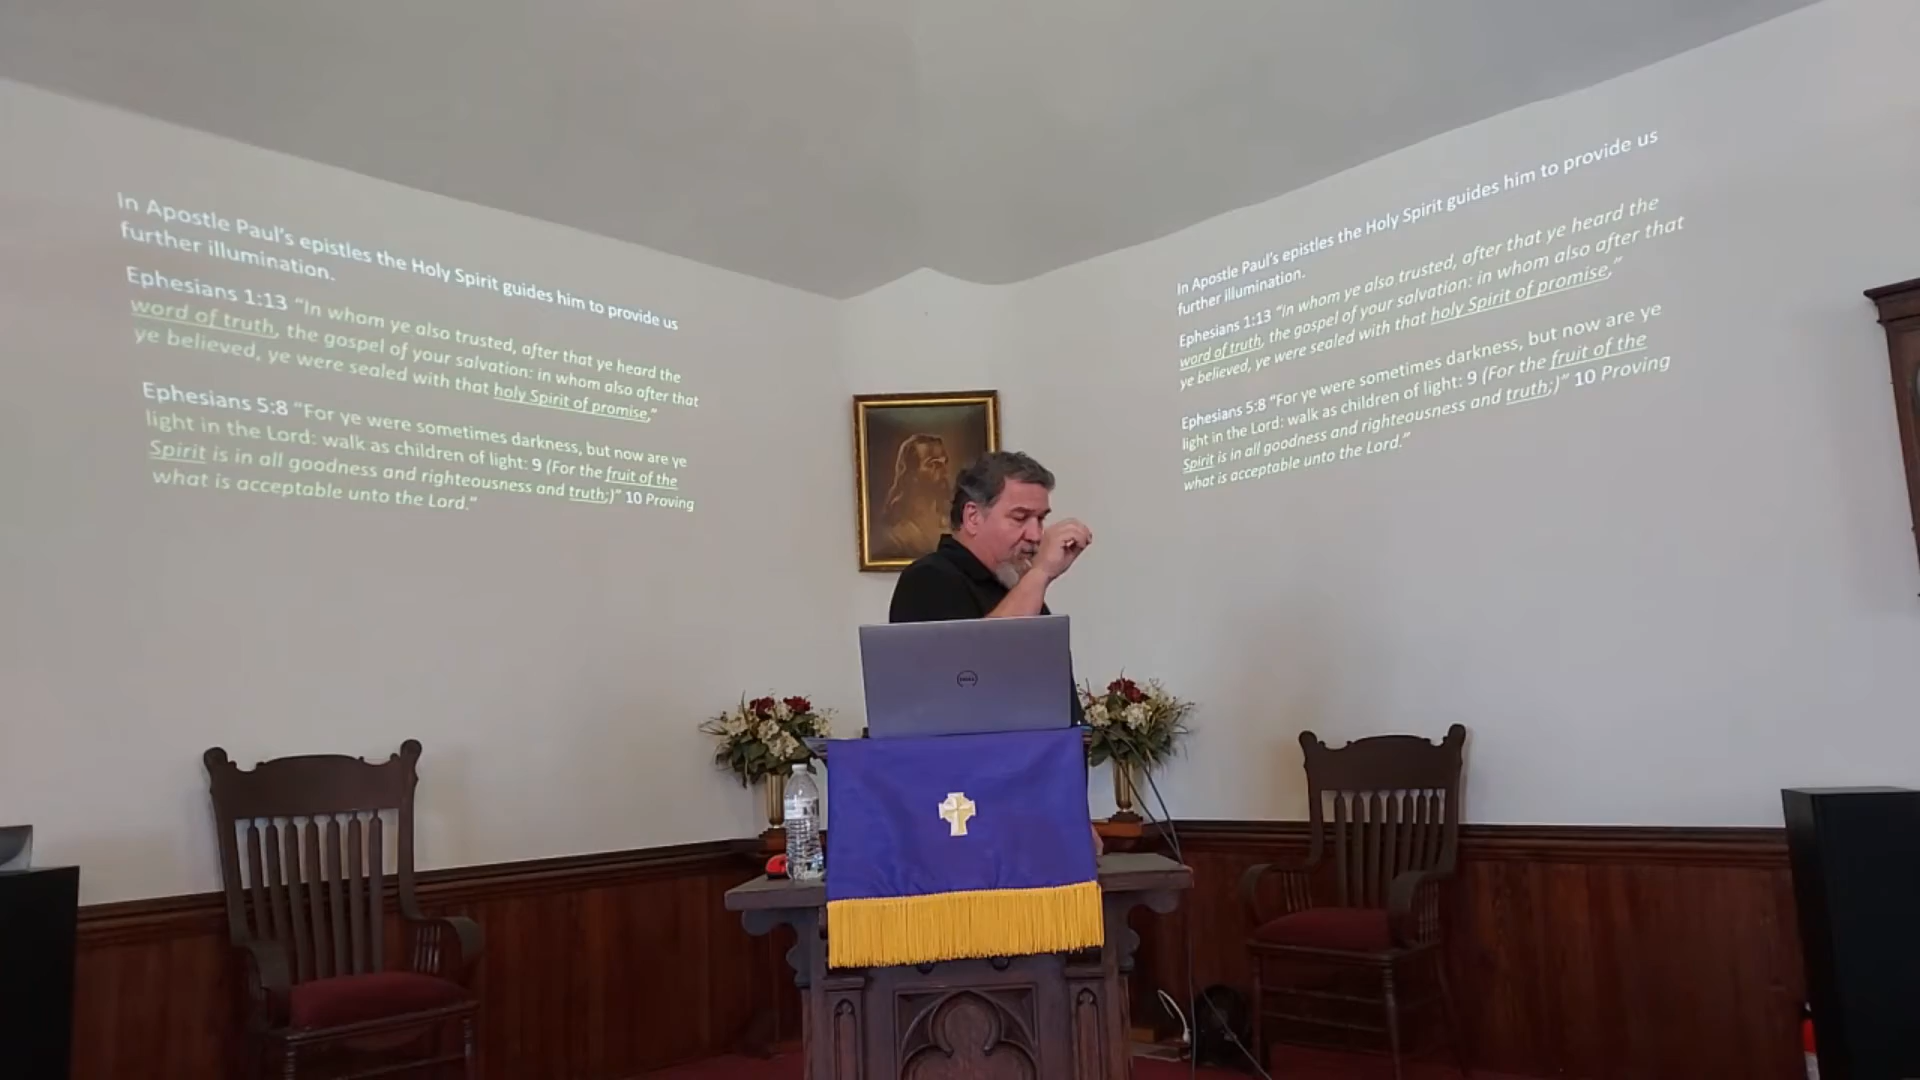 In Apostle Paul's epistles the Holy Spirit guides him to provide us
further illumination.
Ephesians 1:13 “In whom ye also trusted, after that ye heard the
word of truth, the gospel of your salvation: in whom also after that
ye believed, ye were sealed with that holy Spirit of promise,”
Ephesians 5:8 “For ye were sometimes darkness, but now are ye
light in the Lord: walk as children of light: 9 (For the fruit of the
Spirit is in all goodness and righteousness and truth;)” 10 Proving
what is acceptable unto the Lord.”
In Apostle Paul's epistles the Holy Spirit guides him to provide us
further illumination.
Ephesians 1:13 “In whom ye also trusted, after that ye heard the
word of truth, the gospel of your salvation: in whom also after that
ye believed, ye were sealed with that holy Spirit of promise,”
Ephesians 5:8 “For ye were sometimes darkness, but now are ye
light in the Lord: walk as children of light: 9 (For the fruit of the
Spirit is in all goodness and righteousness and truth;)” 10 Proving
what is acceptable unto the Lord.”
DELL